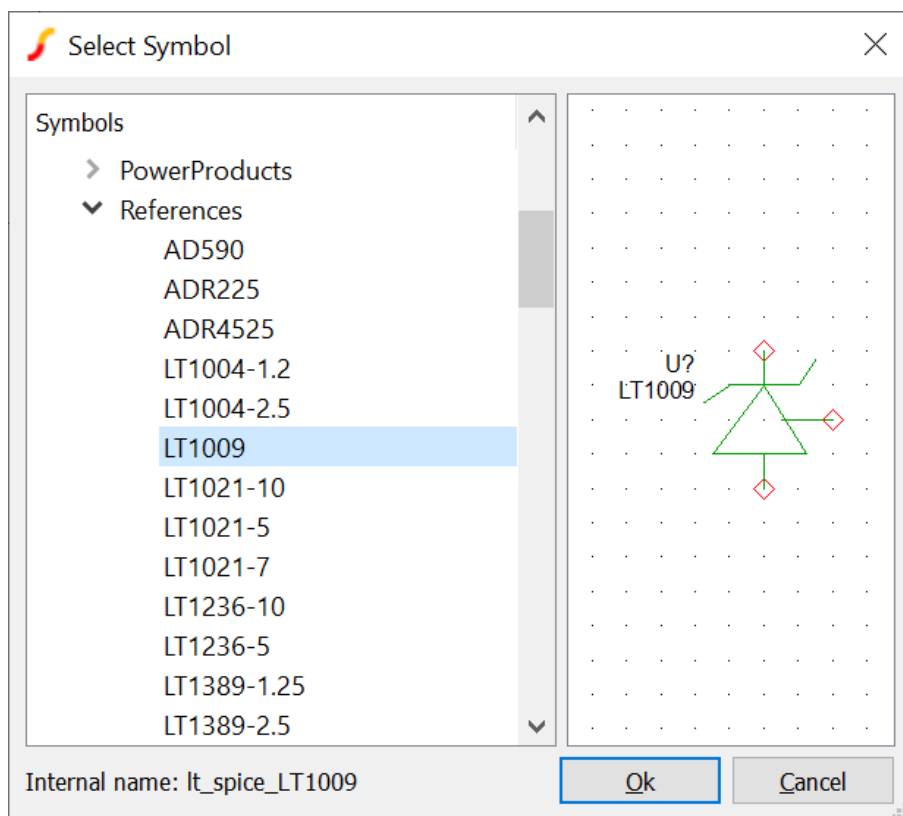 Select Symbol
Symbols
PowerProducts
References
AD590
ADR225
ADR4525
LT1004-1.2
LT1004-2.5
LT1009
LT1021-10
LT1021-5
LT1021-7
LT1236-10
LT1236-5
LT1389-1.25
LT1389-2.5
U?
LT1009
Internal name: lt_spice_LT1009
Ok
Cancel